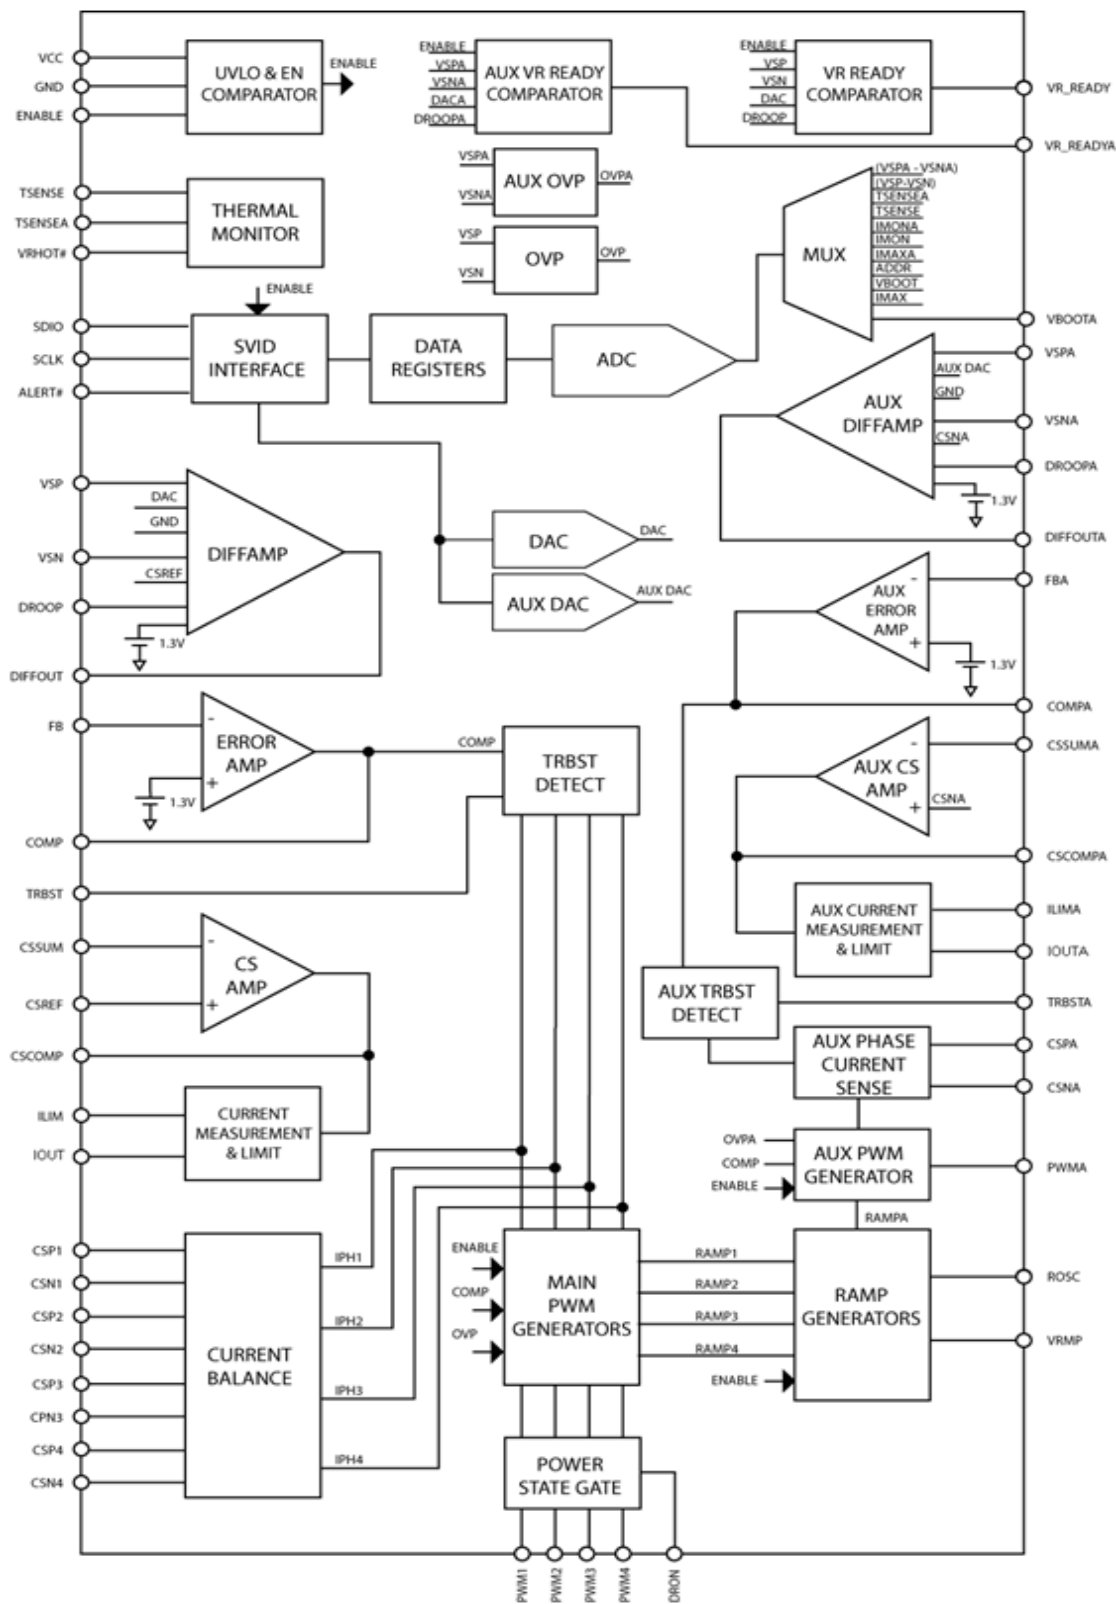 VCC
GND
ENABLE
UVLO & EN
COMPARATOR
ENABLE
ENABLE
VSPA
VSNA
DACA
DROOPA
AUX VR READY
COMPARATOR
ENABLE
VSP
VSN
DAC
DROOP
VR READY
COMPARATOR
VR_READY
VR_READYA
TSENSE
TSENSEA
VRHOT#
THERMAL
MONITOR
VSPA
VSNA
AUX OVP
OVPA
VSP
VSN
OVP
OVP
MUX
(VSPA - VSNA)
(VSP-VSN)
TSENSEA
TSENSE
IMONA
IMON
IMAXA
ADDR
VBOOT
IMAX
VBOOTA
ENABLE
SDIO
SCLK
ALERT#
SVID
INTERFACE
DATA
REGISTERS
ADC
VSPA
AUX DAC
GND
VSNA
CSNA
DROOPA
1.3V
AUX
DIFFAMP
DIFFOUTA
VSP
DAC
GND
VSN
CSREF
DROOP
1.3V
DIFFAMP
DIFFOUT
DAC
DAC
AUX DAC
AUX DAC
FBA
-
AUX
ERROR
AMP
+
1.3V
COMPA
FB
-
ERROR
AMP
+
1.3V
COMP
COMP
TRBST
TRBST
DETECT
CSSUMA
-
AUX CS
AMP
+
CSNA
CSCOMPA
AUX CURRENT
MEASUREMENT
& LIMIT
ILIMA
IOUTA
CSSUM
-
CS
AMP
+
CSREF
CSCOMP
AUX TRBST
DETECT
TRBSTA
AUX PHASE
CURRENT
SENSE
CSPA
CSNA
ILIM
IOUT
CURRENT
MEASUREMENT
& LIMIT
OVPA
COMP
ENABLE
AUX PWM
GENERATOR
PWMA
RAMPA
CSP1
CSN1
CSP2
CSN2
CSP3
CPN3
CSP4
CSN4
CURRENT
BALANCE
IPH1
IPH2
IPH3
IPH4
ENABLE
COMP
OVP
MAIN
PWM
GENERATORS
RAMP1
RAMP2
RAMP3
RAMP4
ENABLE
RAMP
GENERATORS
ROSC
VRMP
POWER
STATE GATE
PWM1
PWM2
PWM3
PWM4
DRON